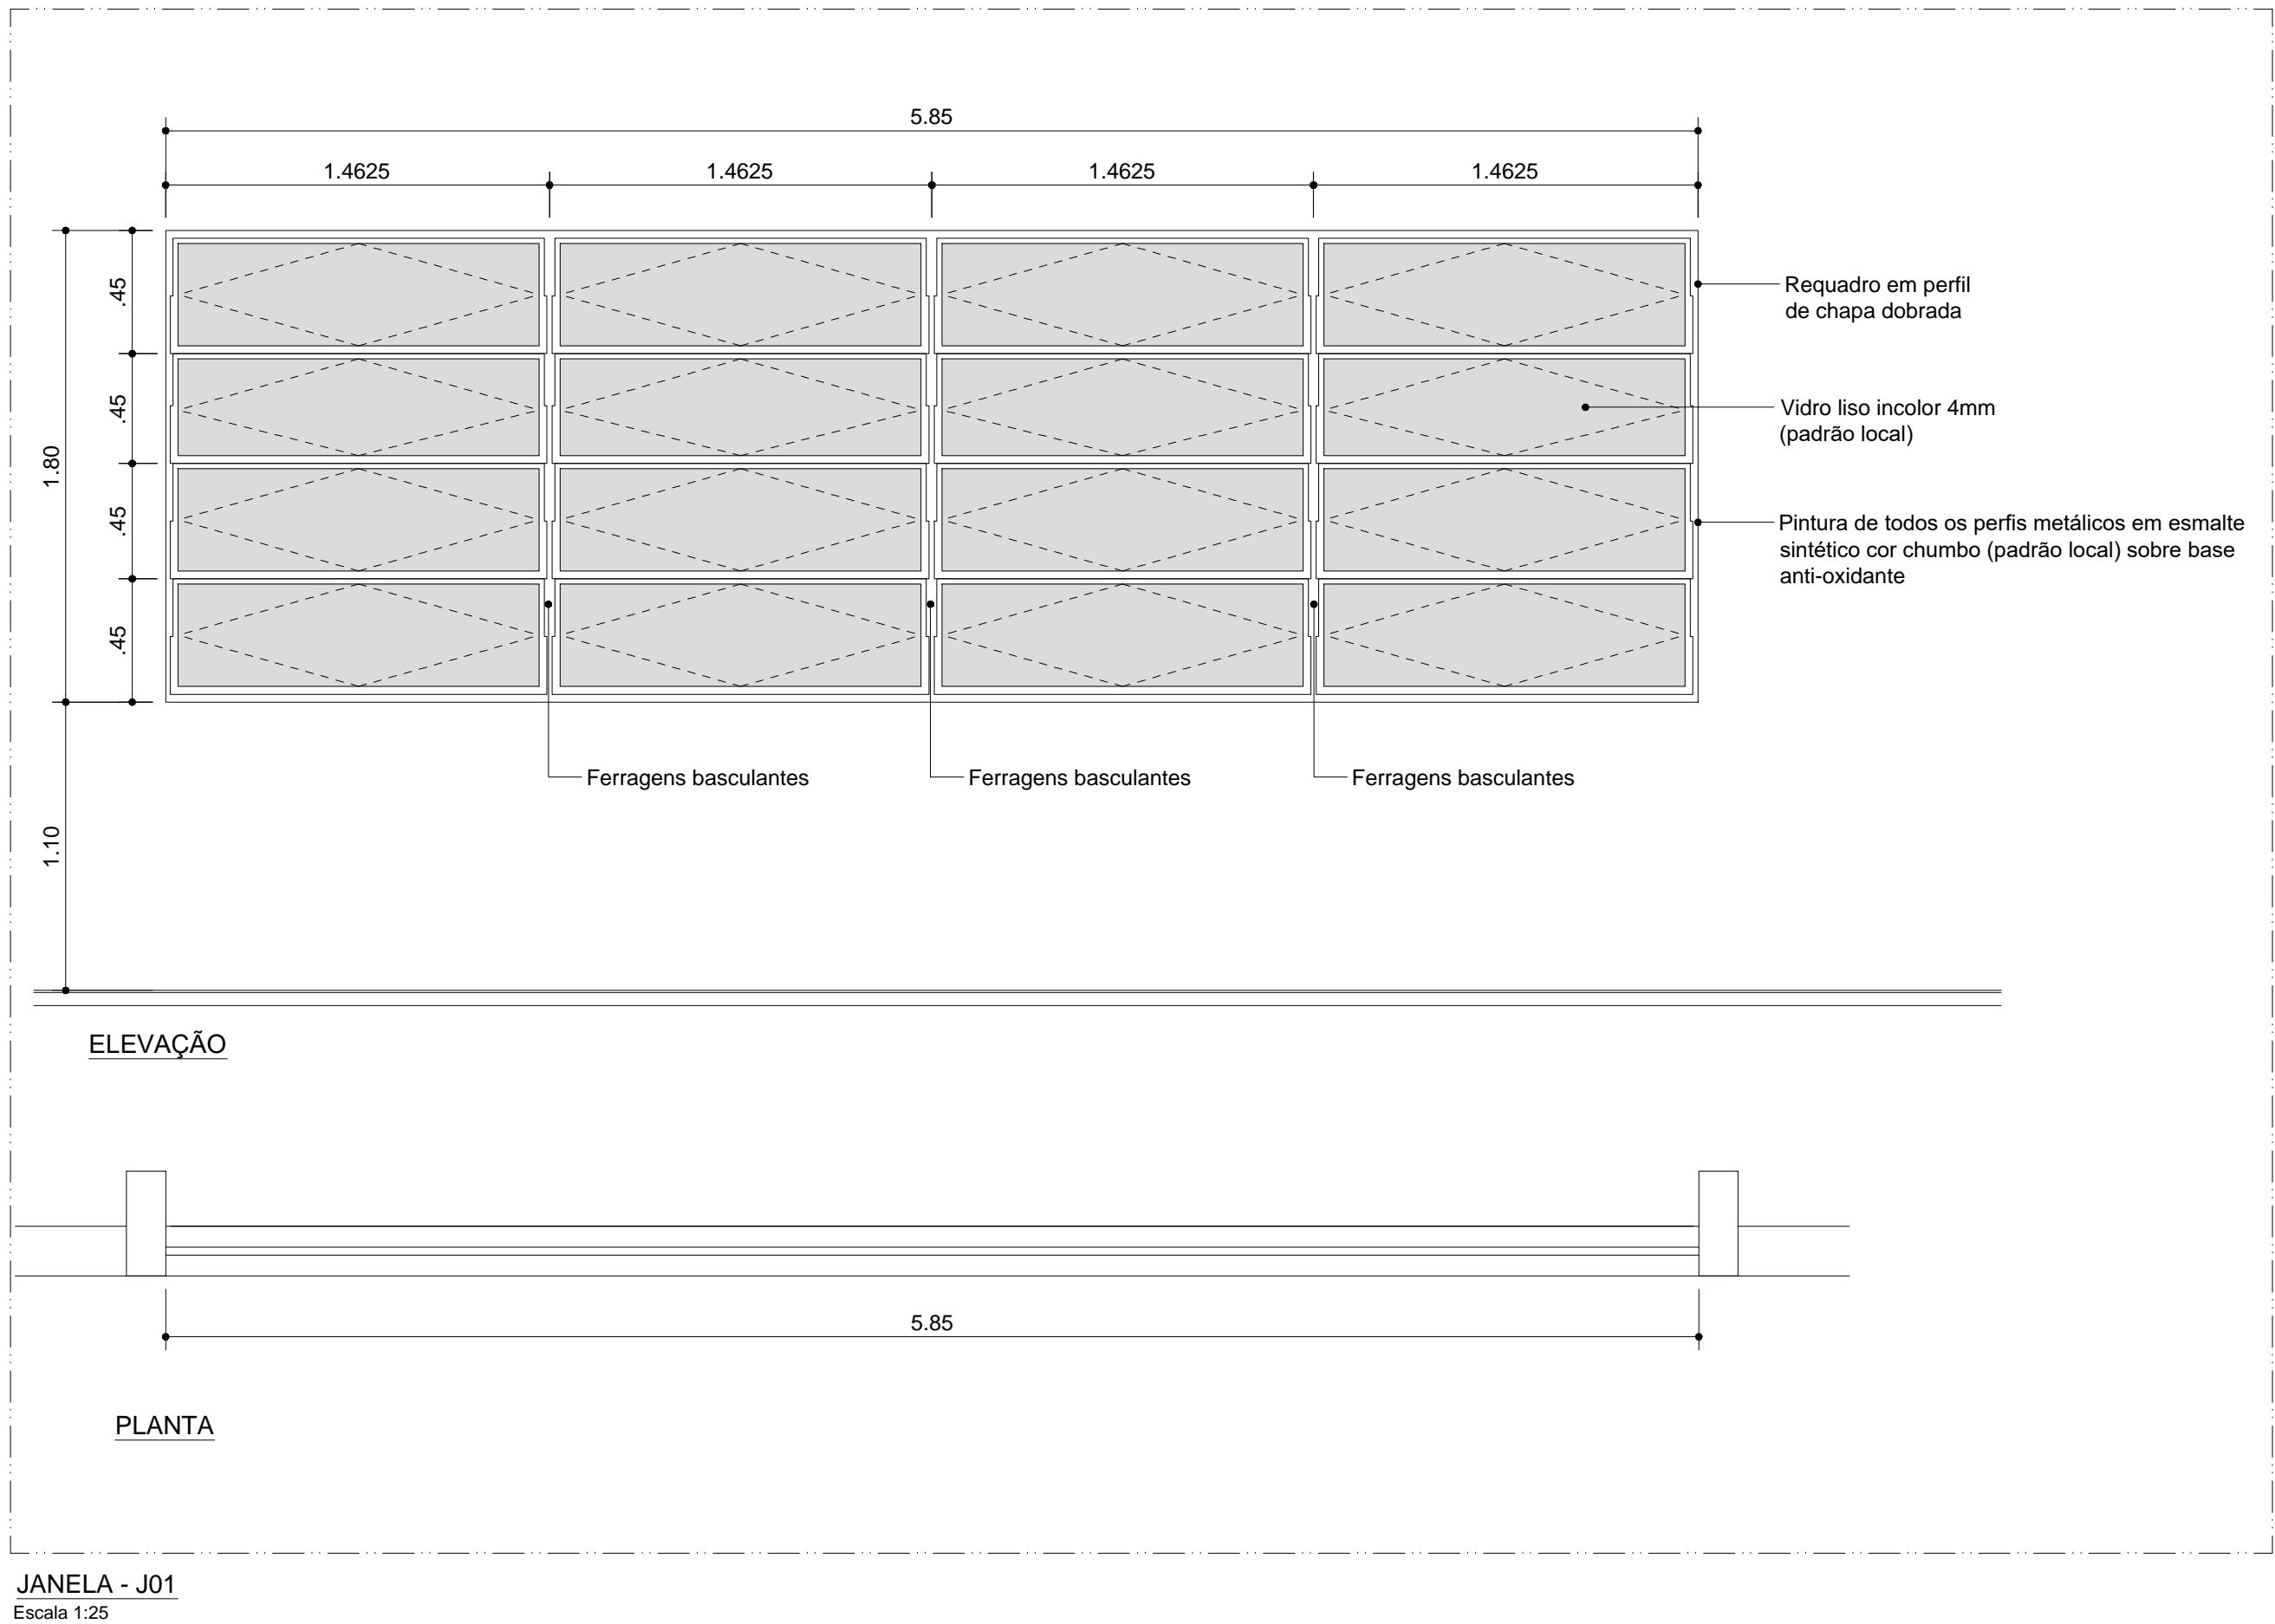 5.85
1.4625
1.4625
1.4625
1.4625
.45
.45
.45
.45
1.80
1.10
Requadro em perfil
de chapa dobrada
Vidro liso incolor 4mm
(padrão local)
Pintura de todos os perfis metálicos em esmalte
sintético cor chumbo (padrão local) sobre base
anti-oxidante
Ferragens basculantes
Ferragens basculantes
Ferragens basculantes
ELEVAÇÃO
5.85
PLANTA
JANELA - J01
Escala 1:25